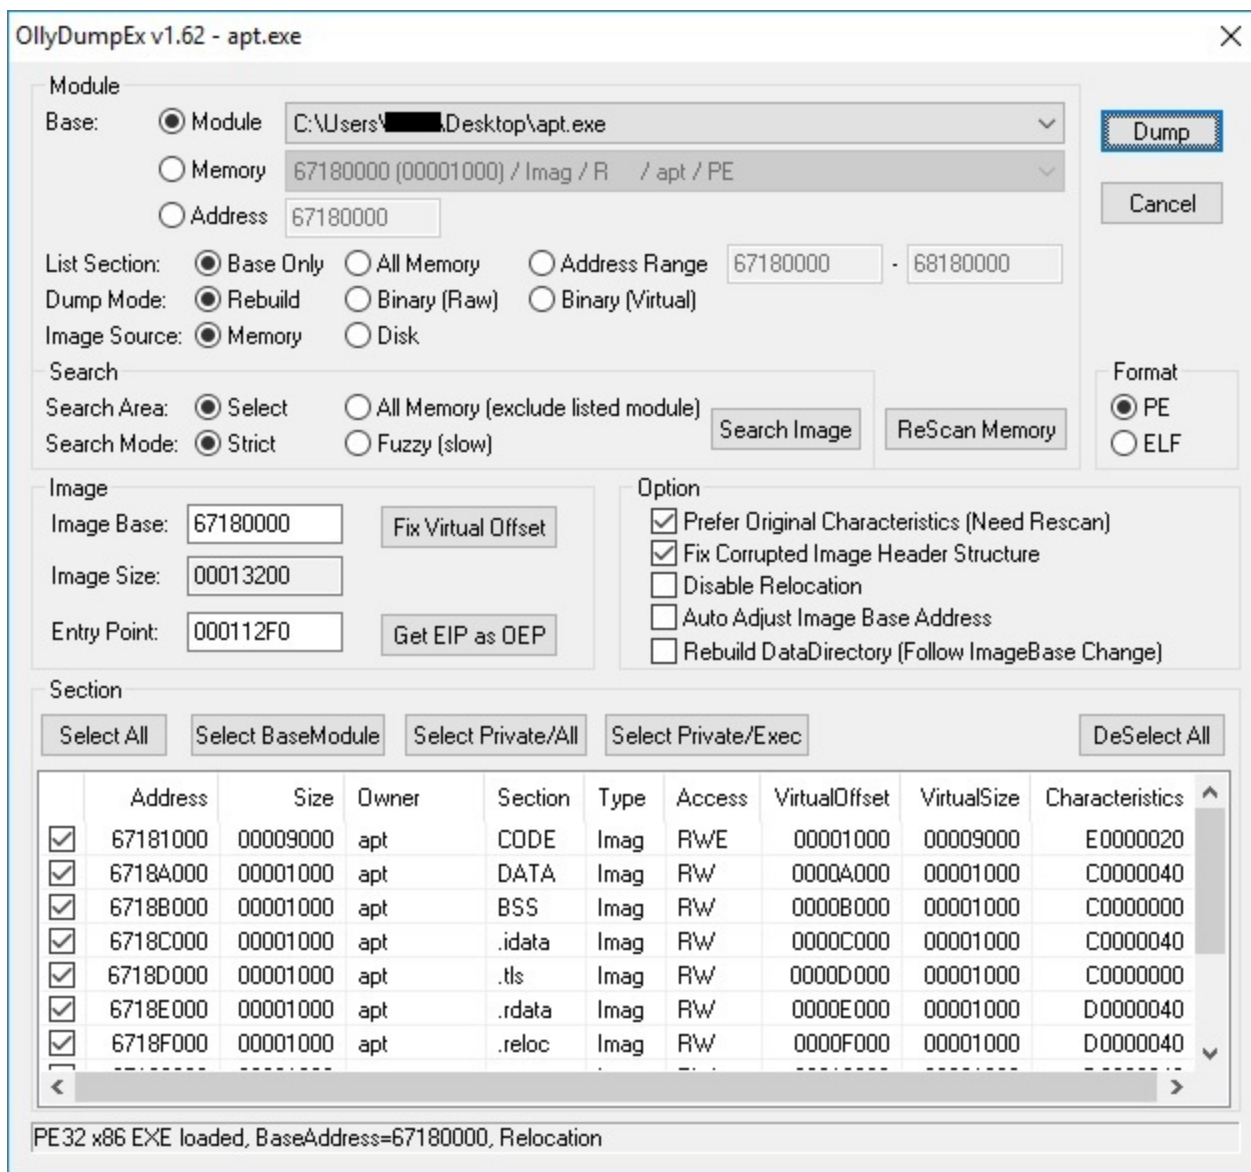 OllyDumpEx v1.62 - apt.exe
Module
Base: Module C:\Users\ \Desktop\apt.exe Dump
Memory 67180000 (00001000) / Imag / R / apt / PE
Address 67180000 Cancel
List Section: Base Only All Memory Address Range 67180000 - 68180000
Dump Mode: Rebuild Binary (Raw) Binary (Virtual)
Image Source: Memory Disk
Search Format
Search Area: Select All Memory (exclude listed module) Search Image ReScan Memory PE
Search Mode: Strict Fuzzy (slow) ELF
Image Option
Image Base: 67180000 Fix Virtual Offset Prefer Original Characteristics (Need Rescan)
Fix Corrupted Image Header Structure
Image Size: 00013200 Disable Relocation
Auto Adjust Image Base Address
Entry Point: 000112F0 Get EIP as OEP Rebuild DataDirectory (Follow ImageBase Change)
Section
Select All Select BaseModule Select Private/All Select Private/Exec DeSelect All
Address Size Owner Section Type Access VirtualOffset VirtualSize Characteristics
67181000 00009000 apt CODE Imag RWE 00001000 00009000 E0000020
6718A000 00001000 apt DATA Imag RW 0000A000 00001000 C0000040
6718B000 00001000 apt BSS Imag RW 0000B000 00001000 C0000000
6718C000 00001000 apt .idata Imag RW 0000C000 00001000 C0000040
6718D000 00001000 apt .tls Imag RW 0000D000 00001000 C0000000
6718E000 00001000 apt .rdata Imag RW 0000E000 00001000 D0000040
6718F000 00001000 apt .reloc Imag RW 0000F000 00001000 D0000040
PE32 x86 EXE loaded, BaseAddress=67180000, Relocation